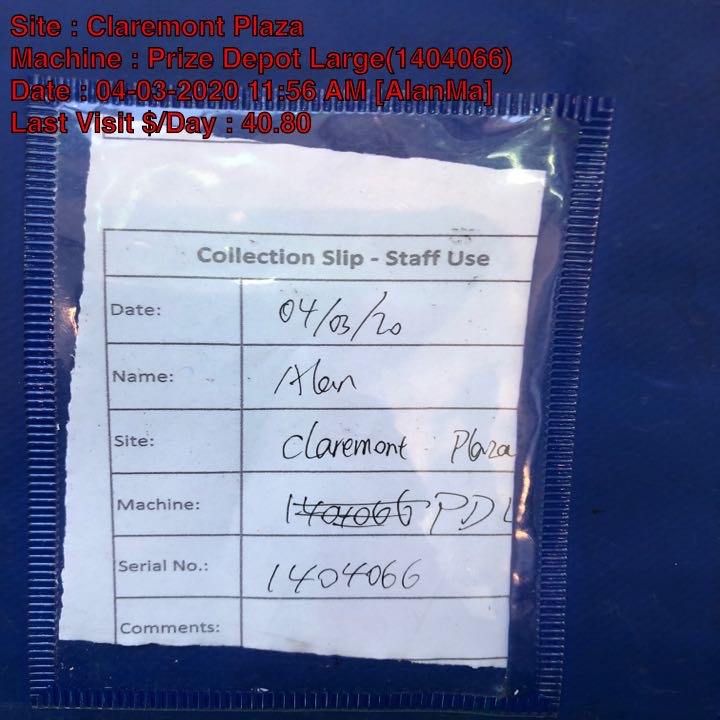 Site : Claremont Plaza
Machine : Prize Depot Large(1404066)
Date : 04-03-2020 11:56 AM [AlanMa]
Last Visit $/Day : 40.80
Collection Slip - Staff Use
Date: 04/03/20
Name: Alan
Site: Claremont Plaza
Machine: 1404066 PDL
Serial No.: 1404066
Comments: